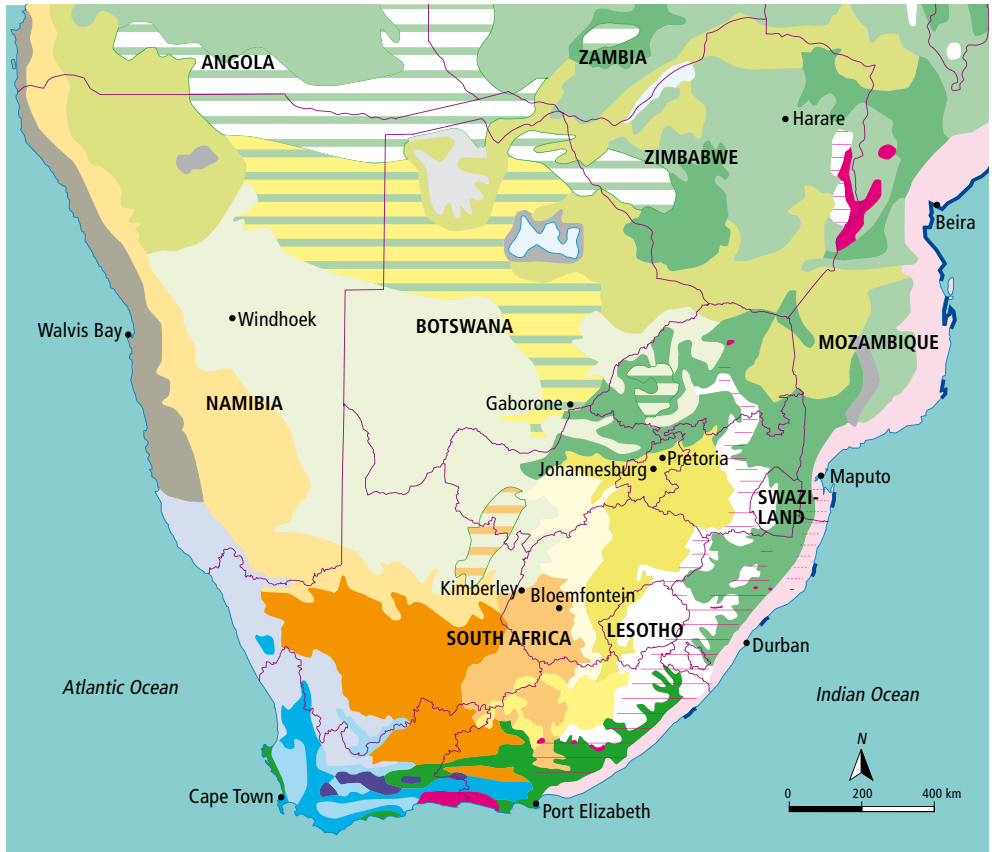 ANGOLA
ZAMBIA
Harare
ZIMBABWE
Beira
Windhoek
BOTSWANA
Walvis Bay
MOZAMBIQUE
NAMIBIA
Gaborone
Pretoria
Johannesburg
Maputo
SWAZI-
LAND
Kimberley
Bloemfontein
SOUTH AFRICA
LESOTHO
Durban
Atlantic Ocean
Indian Ocean
N
Cape Town
Port Elizabeth
0 200 400 km